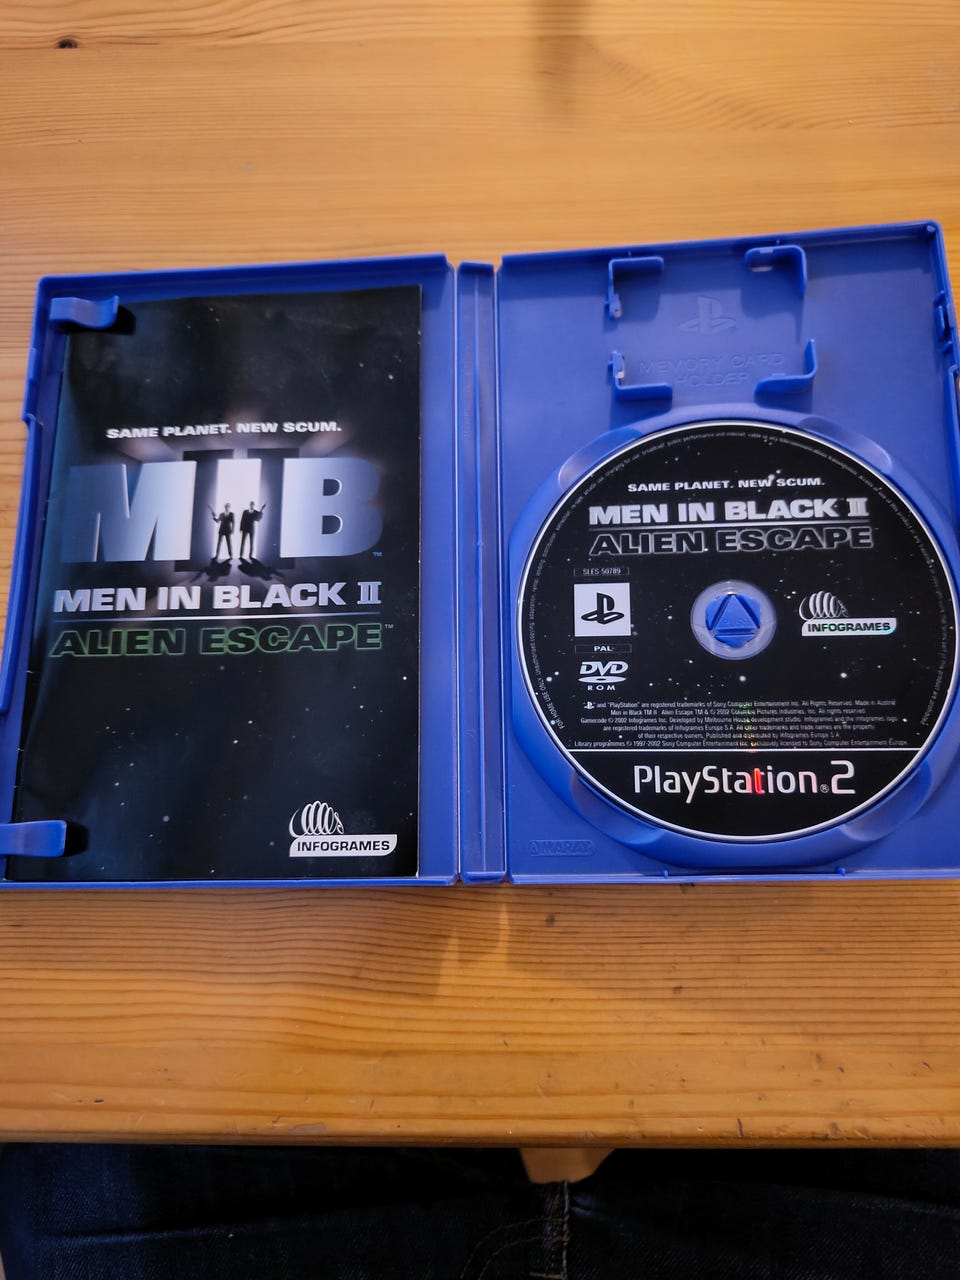 SAME PLANET. NEW SCUM.
MIIB™
MEN IN BLACK II
ALIEN ESCAPE™
INFOGRAMES
MEMORY CARD
HOLDER
SAME PLANET. NEW SCUM.
MEN IN BLACK II
ALIEN ESCAPE
SLES 50789
PUSH
INFOGRAMES
PAL
DVD
ROM
and "PlayStation" are registered trademarks of Sony Computer Entertainment Inc. All Rights Reserved. Made in Austria
Men in Black TM II Alien Escape TM & © 2002 Columbia Pictures Industries, Inc. All rights reserved.
Gamecode © 2002 Infogrames Inc. Developed by Melbourne House development studio. Infogrames and the Infogrames logo
are registered trademarks of Infogrames Europe S.A. All other trademarks and trade names are the property
of their respective owners. Published and distributed by Infogrames Europe S.A.
Library programmes © 1997-2002 Sony Computer Entertainment Inc. exclusively licensed to Sony Computer Entertainment Europe.
PlayStation®2
AMARAY